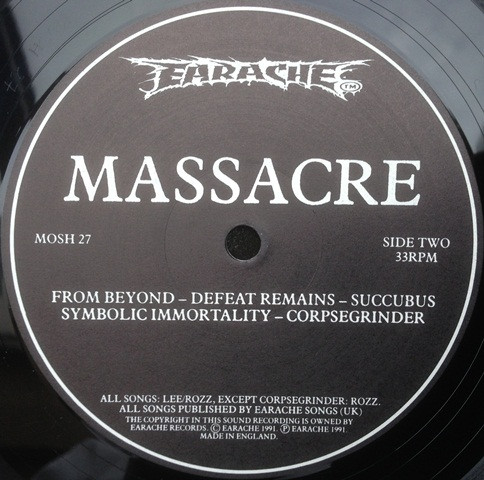 EARACHE TM
MASSACRE
MOSH 27
SIDE TWO
33RPM
FROM BEYOND – DEFEAT REMAINS – SUCCUBUS
SYMBOLIC IMMORTALITY – CORPSEGRINDER
ALL SONGS: LEE/ROZZ, EXCEPT CORPSEGRINDER: ROZZ.
ALL SONGS PUBLISHED BY EARACHE SONGS (UK)
THE COPYRIGHT IN THIS SOUND RECORDING IS OWNED BY
EARACHE RECORDS. © EARACHE 1991. ℗ EARACHE 1991.
MADE IN ENGLAND.